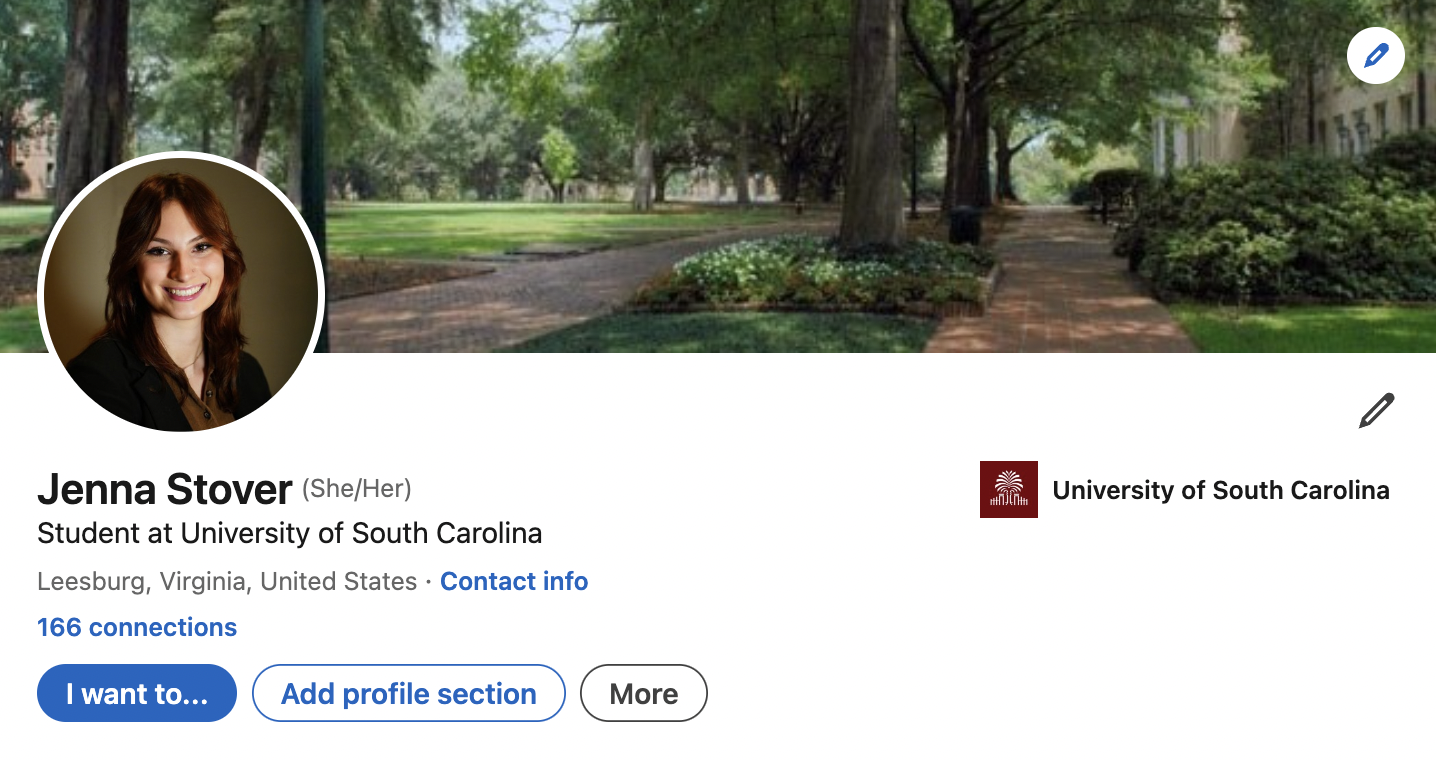 Jenna Stover (She/Her)
University of South Carolina
Student at University of South Carolina
Leesburg, Virginia, United States · Contact info
166 connections
I want to...
Add profile section
More